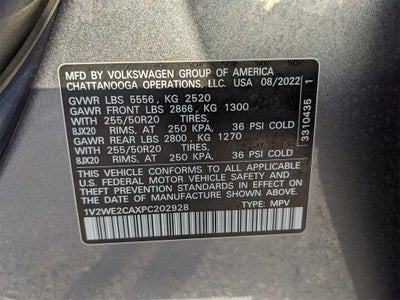 MFD. BY VOLKSWAGEN GROUP OF AMERICA
CHATTANOOGA OPERATIONS, LLC. USA 08/2022
GVWR LBS 5556, KG 2520
GAWR FRONT LBS 2866, KG 1300
WITH 255/50R20 TIRES,
8JX20 RIMS, AT 250 KPA. 36 PSI COLD
GAWR REAR LBS 2800, KG 1270
WITH 255/50R20 TIRES,
8JX20 RIMS, AT 250 KPA. 36 PSI COLD
THIS VEHICLE CONFORMS TO ALL APPLICABLE
U.S. FEDERAL MOTOR VEHICLE SAFETY AND
THEFT PREVENTION STANDARDS IN EFFECT ON THE
DATE OF MANUFACTURE SHOWN ABOVE.
1V2WE2CAXPC202928 TYPE: MPV
3310435 1